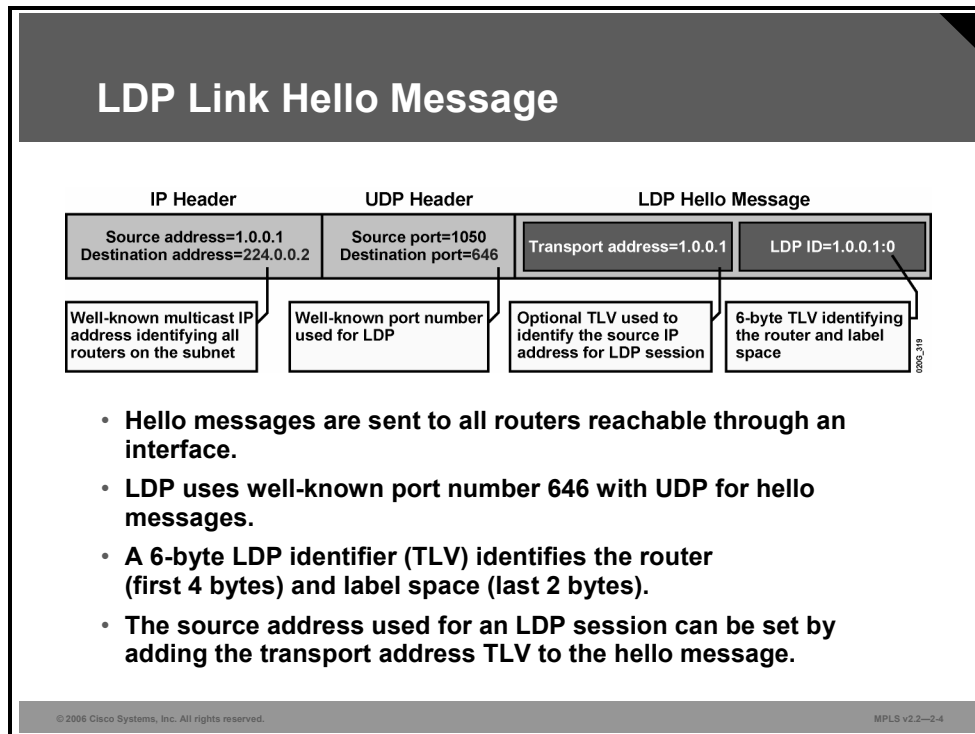 LDP Link Hello Message
IP Header
UDP Header
LDP Hello Message
Source address=1.0.0.1
Destination address=224.0.0.2
Source port=1050
Destination port=646
Transport address=1.0.0.1
LDP ID=1.0.0.1:0
Well-known multicast IP
address identifying all
routers on the subnet
Well-known port number
used for LDP
Optional TLV used to
identify the source IP
address for LDP session
6-byte TLV identifying
the router and label
space
020G_319
• Hello messages are sent to all routers reachable through an
interface.
• LDP uses well-known port number 646 with UDP for hello
messages.
• A 6-byte LDP identifier (TLV) identifies the router
(first 4 bytes) and label space (last 2 bytes).
• The source address used for an LDP session can be set by
adding the transport address TLV to the hello message.
© 2006 Cisco Systems, Inc. All rights reserved.
MPLS v2.2—2-4